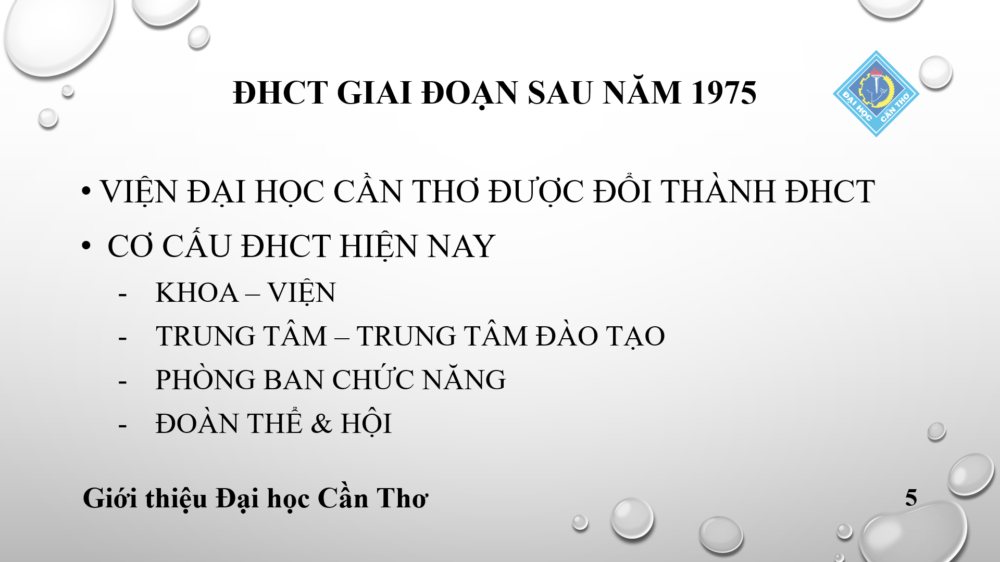 ĐHCT GIAI ĐOẠN SAU NĂM 1975
ĐẠI HỌC CẦN THƠ
• VIỆN ĐẠI HỌC CẦN THƠ ĐƯỢC ĐỔI THÀNH ĐHCT
• CƠ CẤU ĐHCT HIỆN NAY
- KHOA – VIỆN
- TRUNG TÂM – TRUNG TÂM ĐÀO TẠO
- PHÒNG BAN CHỨC NĂNG
- ĐOÀN THỂ & HỘI
Giới thiệu Đại học Cần Thơ
5